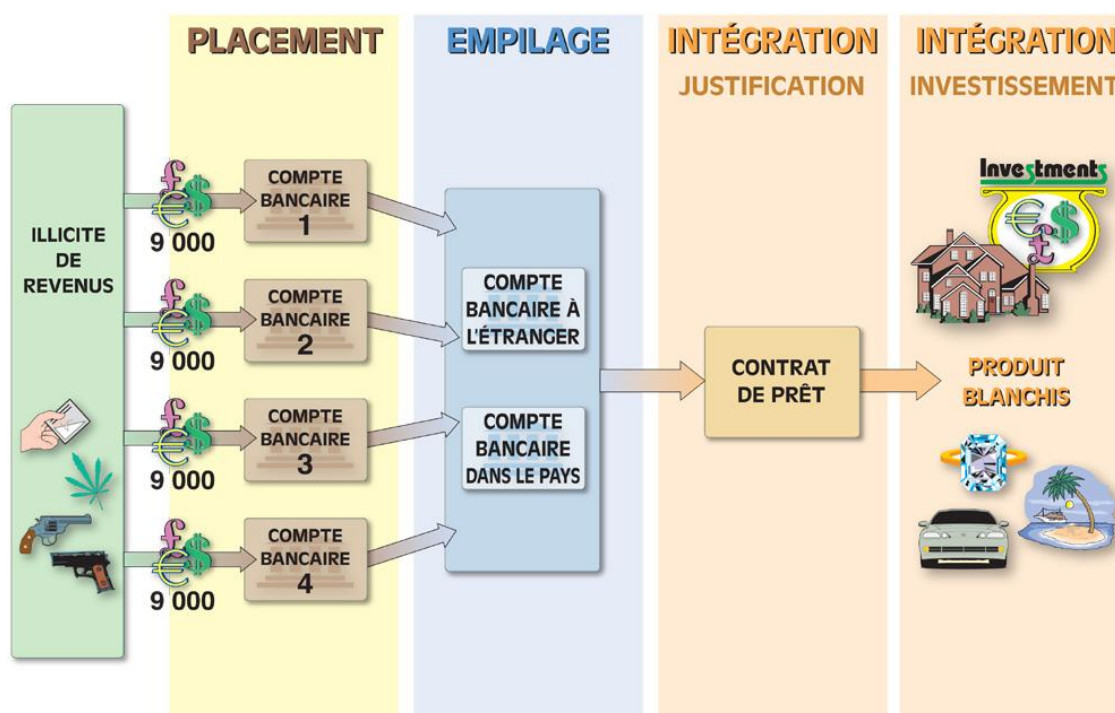 PLACEMENT
EMPILAGE
INTÉGRATION
JUSTIFICATION
INTÉGRATION
INVESTISSEMENT
ILLICITE
DE
REVENUS
£€$
9 000
COMPTE
BANCAIRE
1
£€$
9 000
COMPTE
BANCAIRE
2
£€$
9 000
COMPTE
BANCAIRE
3
£€$
9 000
COMPTE
BANCAIRE
4
COMPTE
BANCAIRE À
L'ÉTRANGER
COMPTE
BANCAIRE
DANS LE PAYS
CONTRAT
DE PRÊT
Investments
€$£
PRODUIT
BLANCHIS